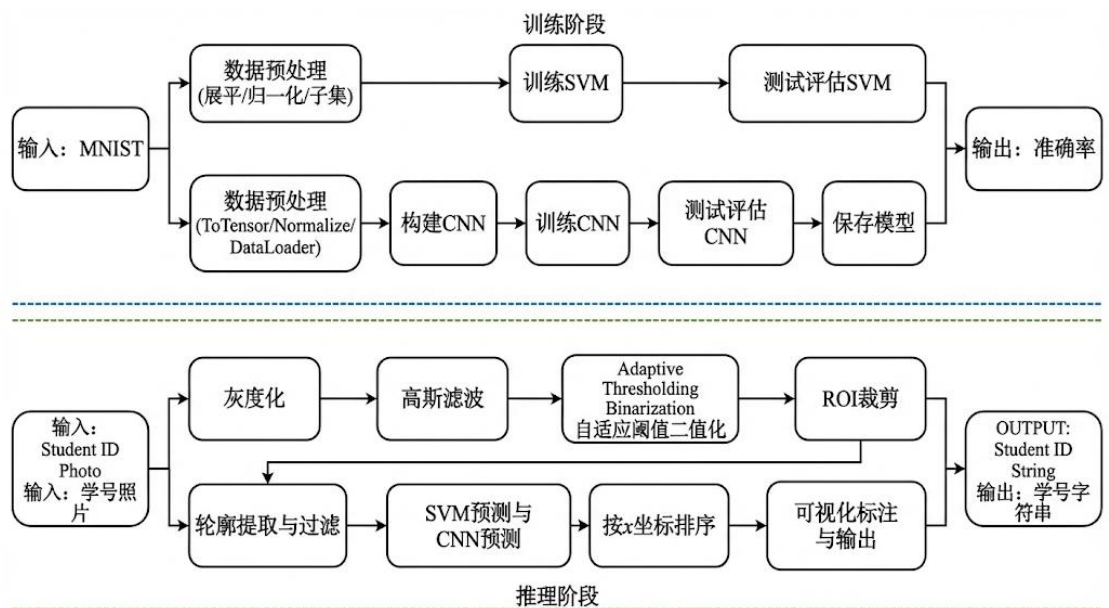 训练阶段
数据预处理
(展平/归一化/子集)
训练SVM
测试评估SVM
输入：MNIST
输出：准确率
数据预处理
(ToTensor/Normalize/
DataLoader)
构建CNN
训练CNN
测试评估
CNN
保存模型
灰度化
高斯滤波
Adaptive
Thresholding
Binarization
自适应阈值二值化
ROI裁剪
输入：
Student ID
Photo
输入：学号照
片
OUTPUT:
Student ID
String
输出：学号字
符串
轮廓提取与过滤
SVM预测与
CNN预测
按x坐标排序
可视化标注
与输出
推理阶段